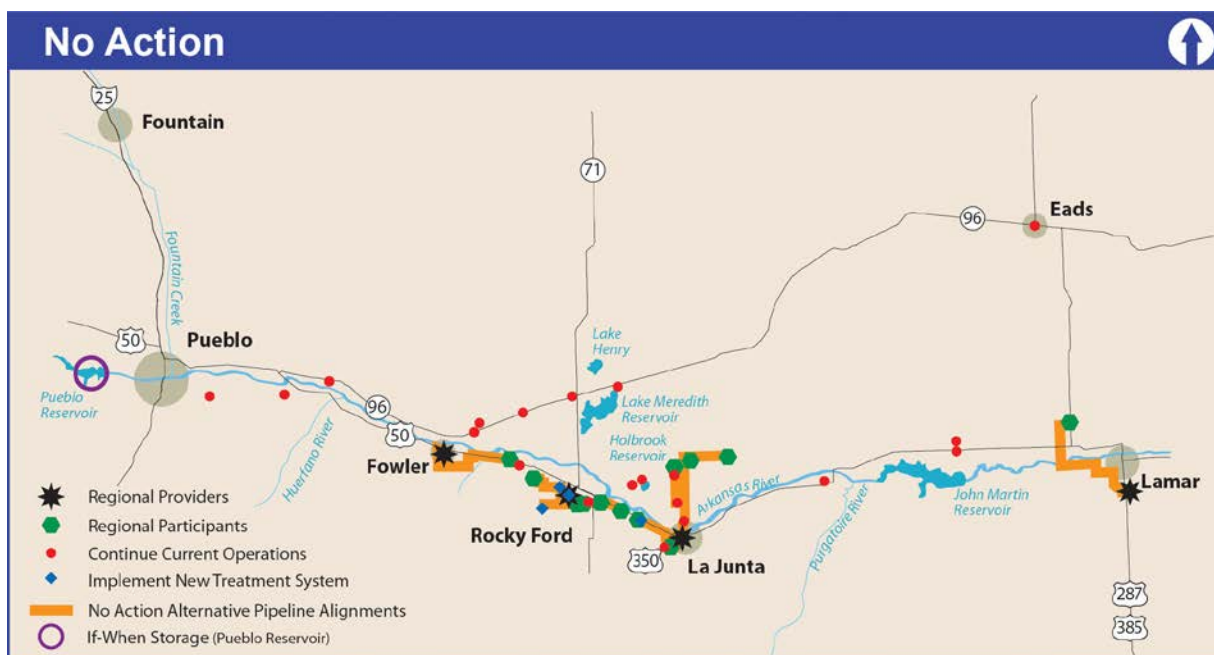 No Action
25
Fountain
71
96
Eads
Fountain Creek
50
Pueblo
Lake
Henry
Pueblo
Reservoir
96
50
Lake Meredith
Reservoir
Huerfano River
Fowler
Holbrook
Reservoir
Arkansas River
Purgatoire River
John Martin
Reservoir
Lamar
Rocky Ford
350
La Junta
287
385
Regional Providers
Regional Participants
Continue Current Operations
Implement New Treatment System
No Action Alternative Pipeline Alignments
If-When Storage (Pueblo Reservoir)